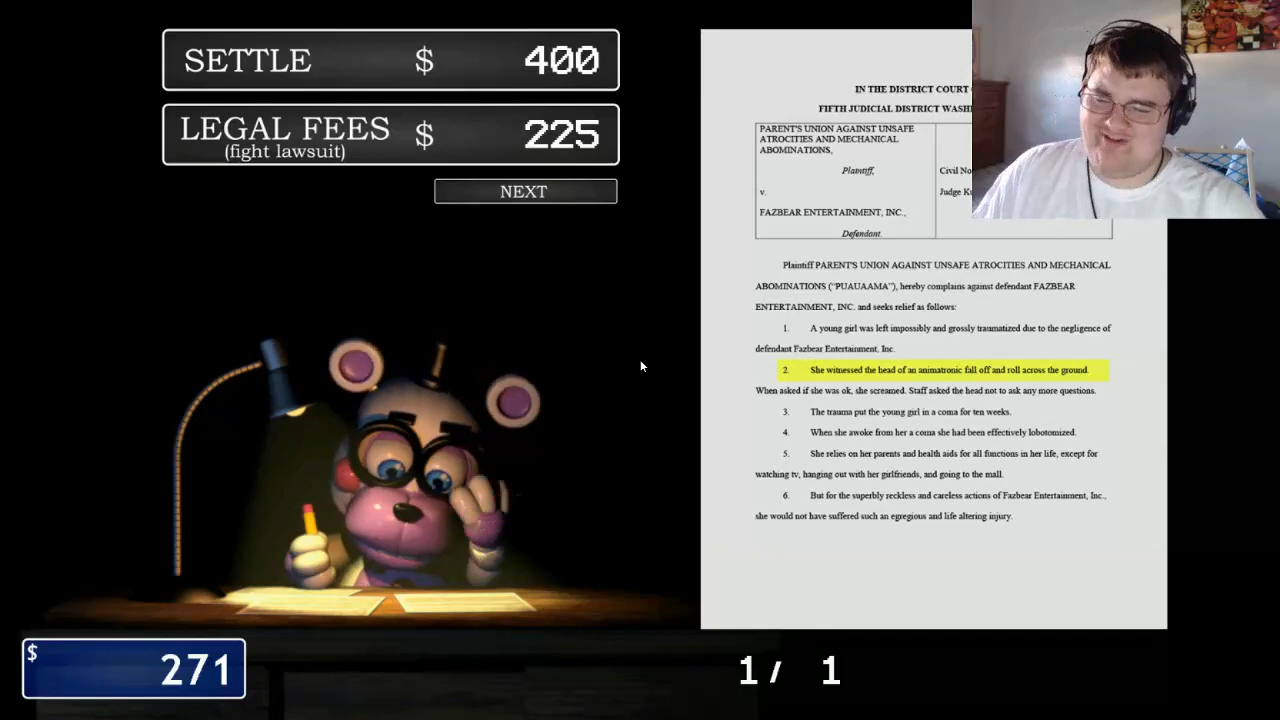 SETTLE $ 400
LEGAL FEES $ 225
(fight lawsuit)
NEXT
IN THE DISTRICT COURT
FIFTH JUDICIAL DISTRICT
PARENT'S UNION AGAINST UNSAFE
ATROCITIES AND MECHANICAL
ABOMINATIONS,
Plaintiff,
v.
FAZBEAR ENTERTAINMENT, INC.,
Defendant.
Civil No
Judge
Plaintiff PARENT'S UNION AGAINST UNSAFE ATROCITIES AND MECHANICAL
ABOMINATIONS ("PUAUAAMA"), hereby complains against defendant FAZBEAR
ENTERTAINMENT, INC. and seeks relief as follows:
1. A young girl was left impossibly and grossly traumatized due to the negligence of
defendant Fazbear Entertainment, Inc.
2. She witnessed the head of an animatronic fall off and roll across the ground.
When asked if she was ok, she screamed. Staff asked the head not to ask any more questions.
3. The trauma put the young girl in a coma for ten weeks.
4. When she awoke from her a coma she had been effectively lobotomized.
5. She relies on her parents and health aids for all functions in her life, except for
watching tv, hanging out with her girlfriends, and going to the mall.
6. But for the superbly reckless and careless actions of Fazbear Entertainment, Inc.,
she would not have suffered such an egregious and life altering injury.
$ 271
1 / 1